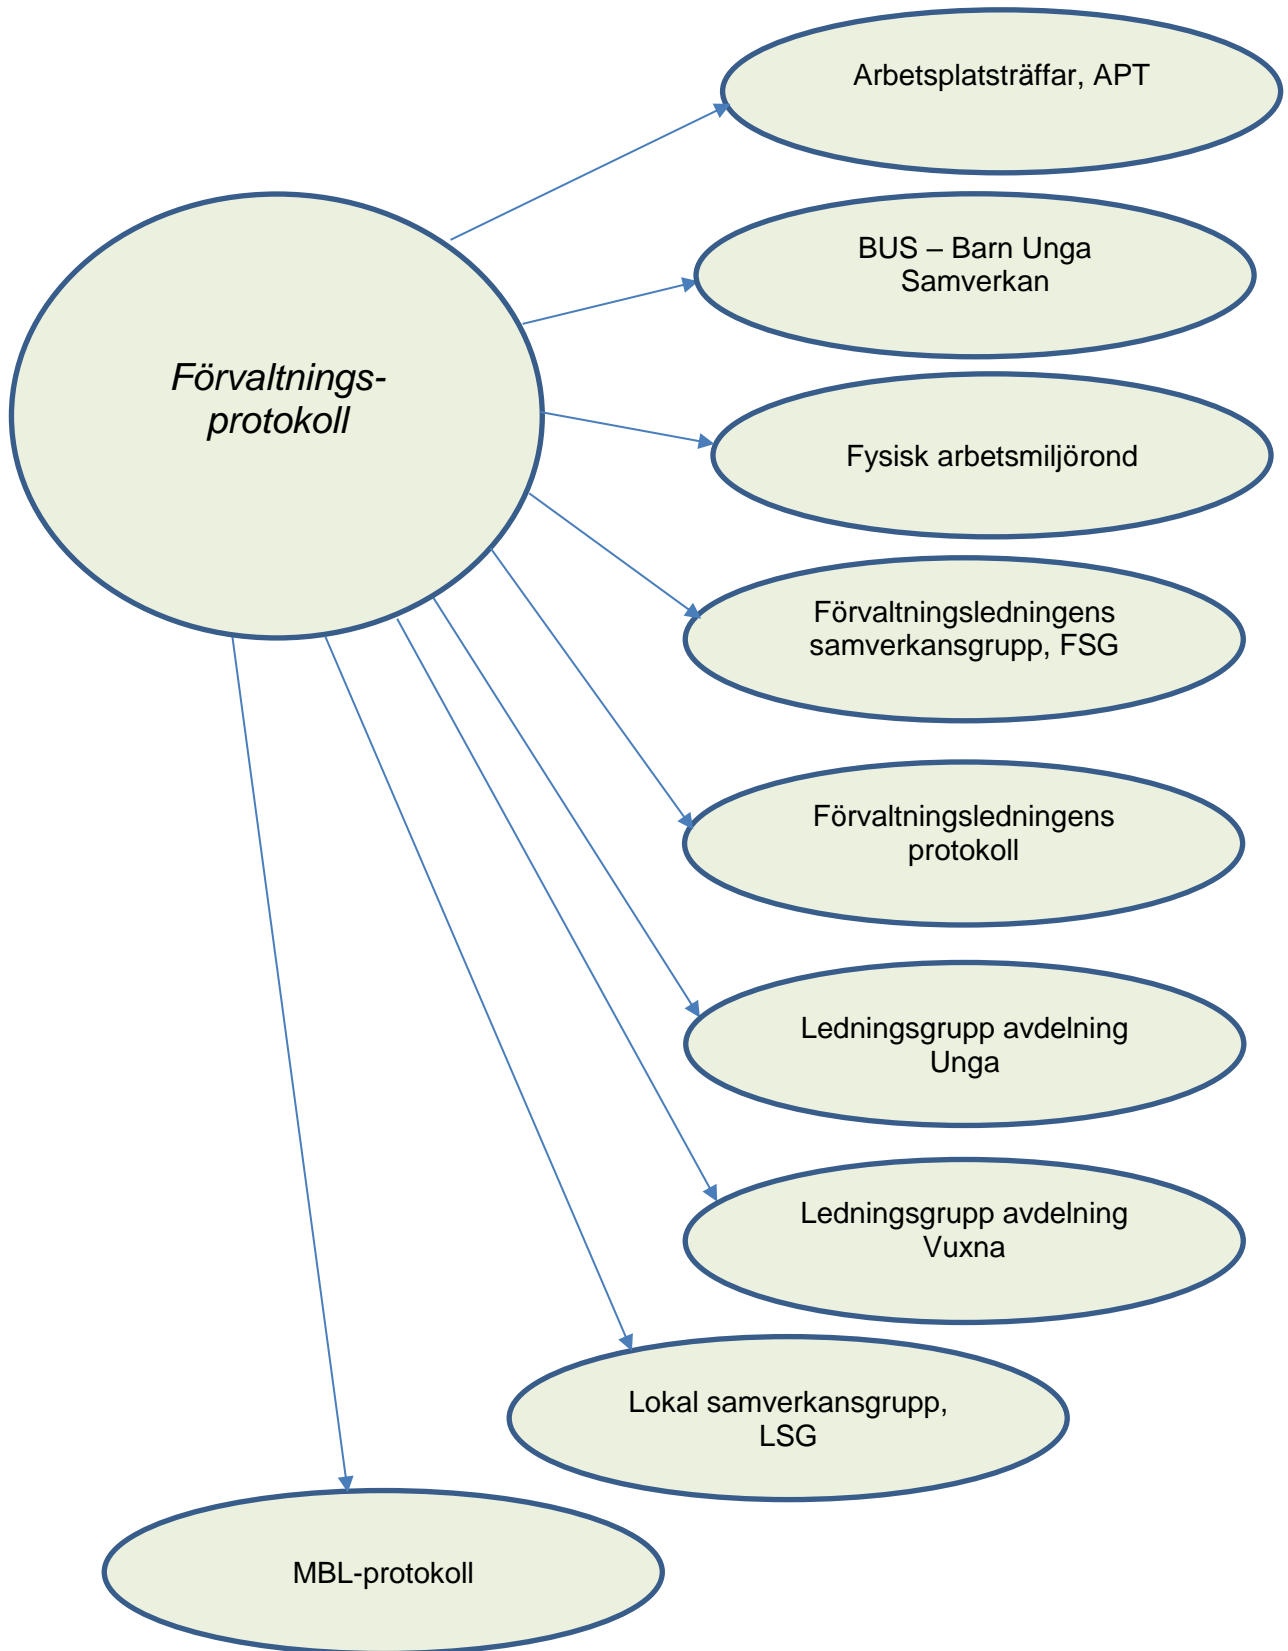 Arbetsplatsträffar, APT
BUS – Barn Unga
Samverkan
Förvaltnings-
protokoll
Fysisk arbetsmiljörond
Förvaltningsledningens
samverkansgrupp, FSG
Förvaltningsledningens
protokoll
Ledningsgrupp avdelning
Unga
Ledningsgrupp avdelning
Vuxna
Lokal samverkansgrupp,
LSG
MBL-protokoll